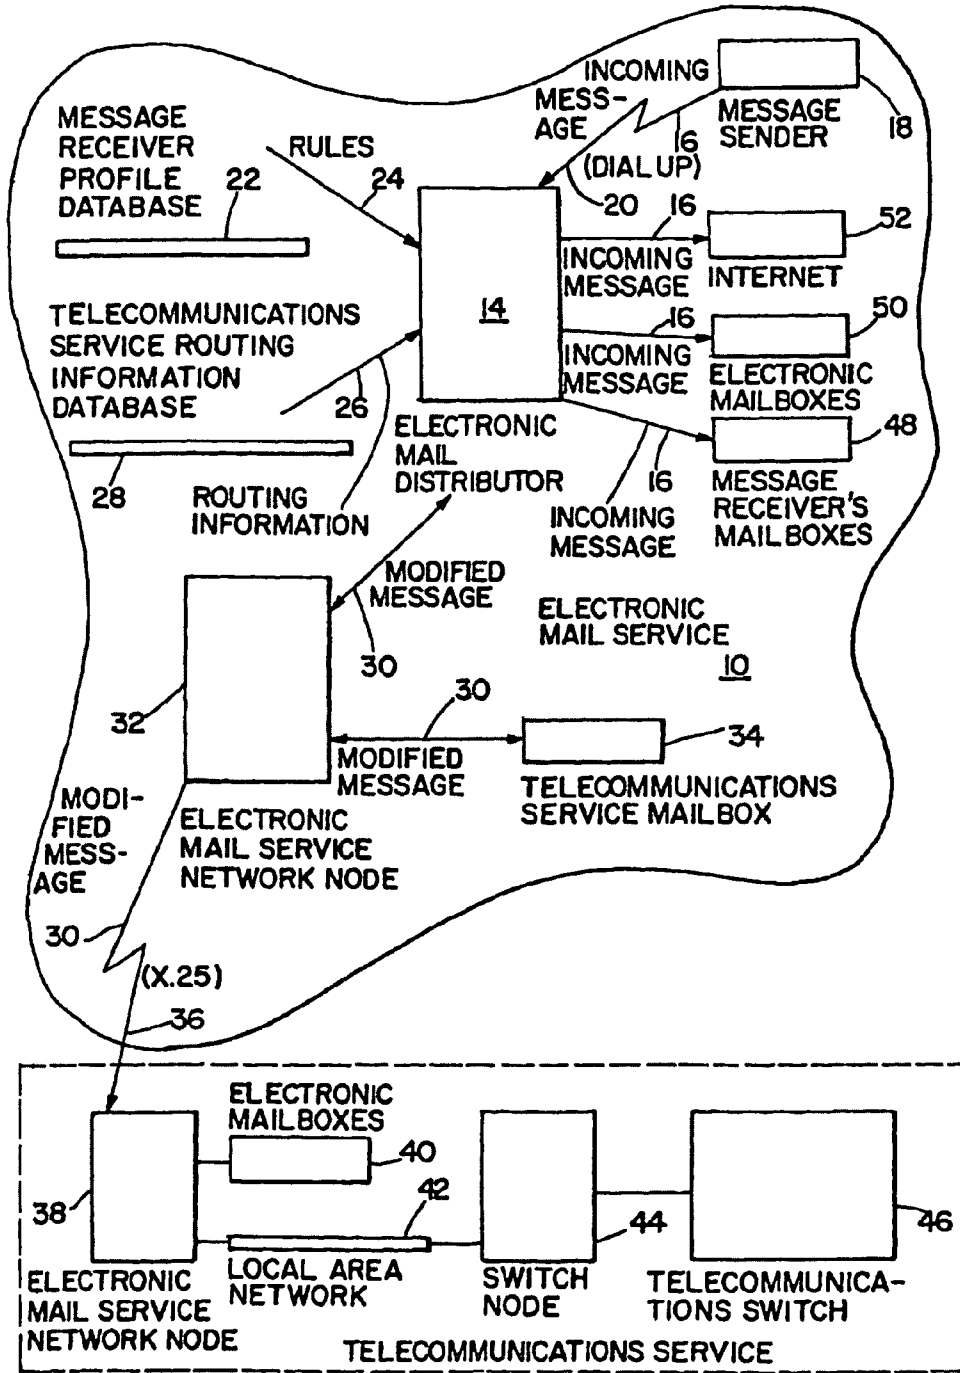 INCOMING
MESS-
AGE
16
MESSAGE
SENDER
18
(DIAL UP)
20
MESSAGE
RECEIVER
PROFILE
DATABASE
22
RULES
24
14
16
INCOMING
MESSAGE
52
INTERNET
TELECOMMUNICATIONS
SERVICE ROUTING
INFORMATION
DATABASE
26
28
ROUTING
INFORMATION
16
INCOMING
MESSAGE
50
ELECTRONIC
MAILBOXES
48
16
INCOMING
MESSAGE
MESSAGE
RECEIVER'S
MAILBOXES
ELECTRONIC
MAIL
DISTRIBUTOR
MODIFIED
MESSAGE
30
ELECTRONIC
MAIL SERVICE
10
32
30
MODIFIED
MESSAGE
34
TELECOMMUNICATIONS
SERVICE MAILBOX
ELECTRONIC
MAIL SERVICE
NETWORK NODE
MODI-
FIED
MESS-
AGE
30
(X.25)
36
ELECTRONIC
MAILBOXES
40
38
42
LOCAL AREA
NETWORK
44
46
ELECTRONIC
MAIL SERVICE
NETWORK NODE
SWITCH
NODE
TELECOMMUNICA-
TIONS SWITCH
TELECOMMUNICATIONS SERVICE